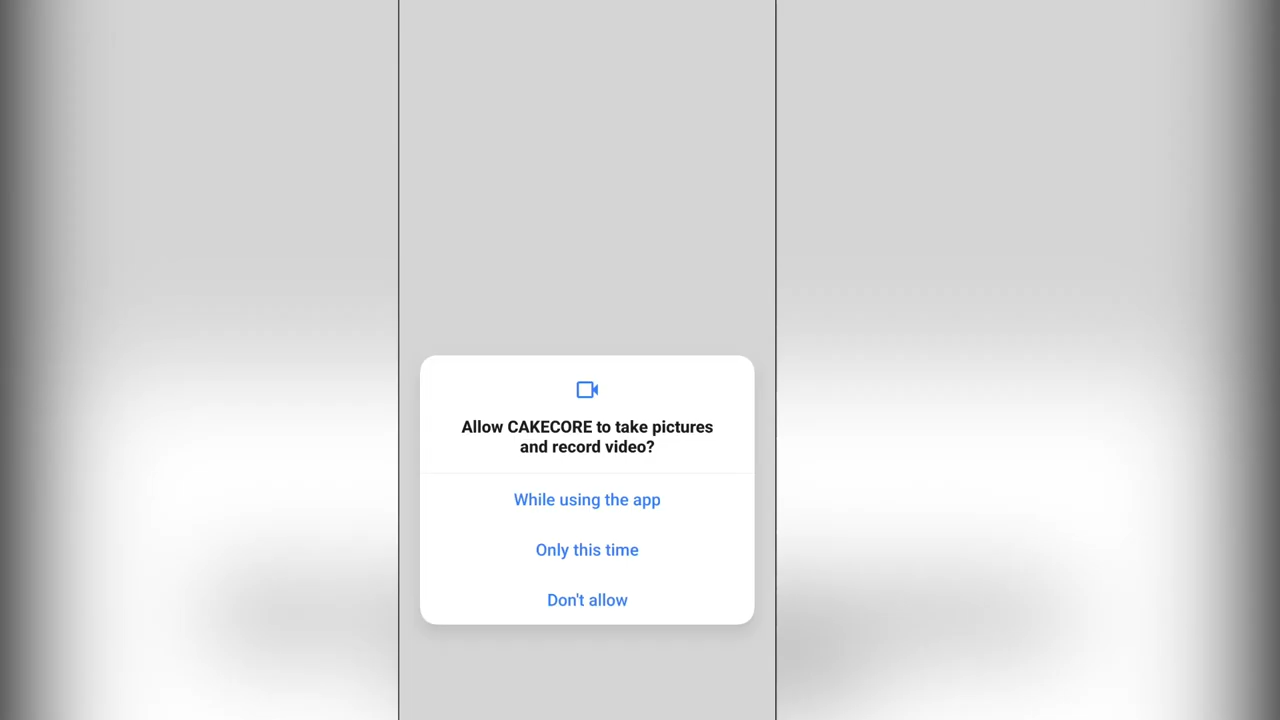 Allow CAKECORE to take pictures
and record video?
While using the app
Only this time
Don't allow